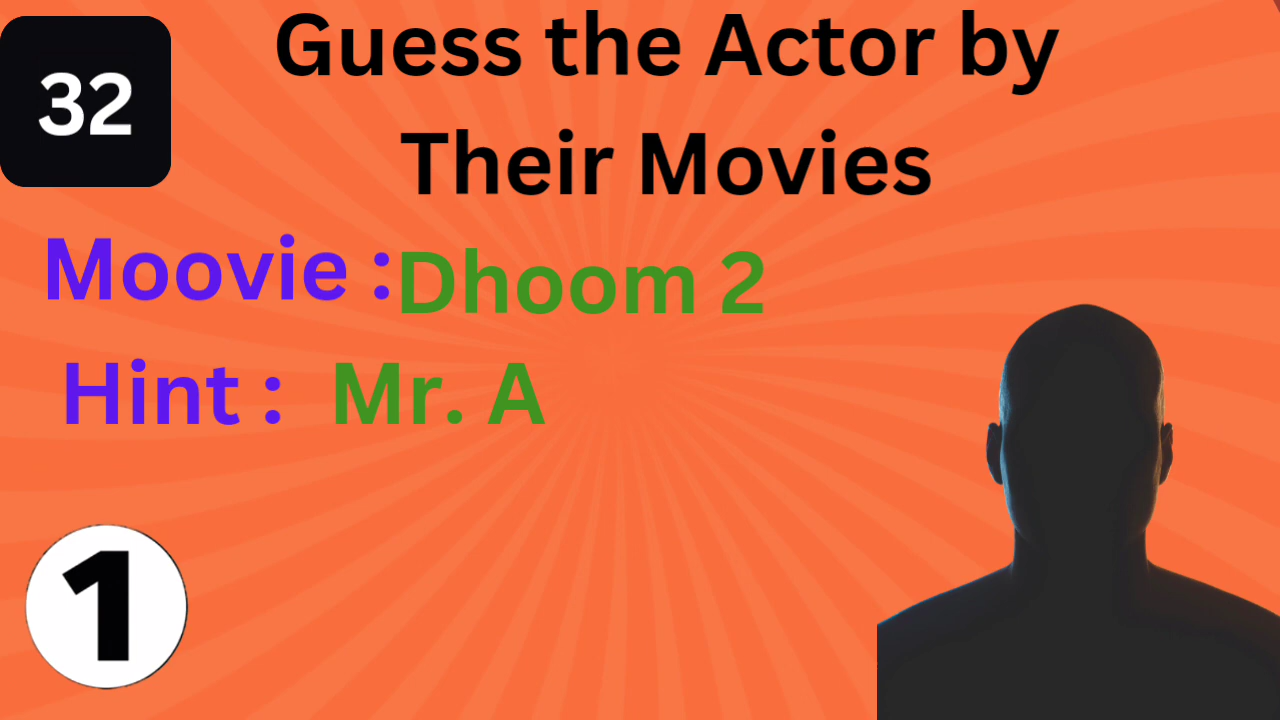 32
Guess the Actor by
Their Movies
Moovie : Dhoom 2
Hint : Mr. A
1